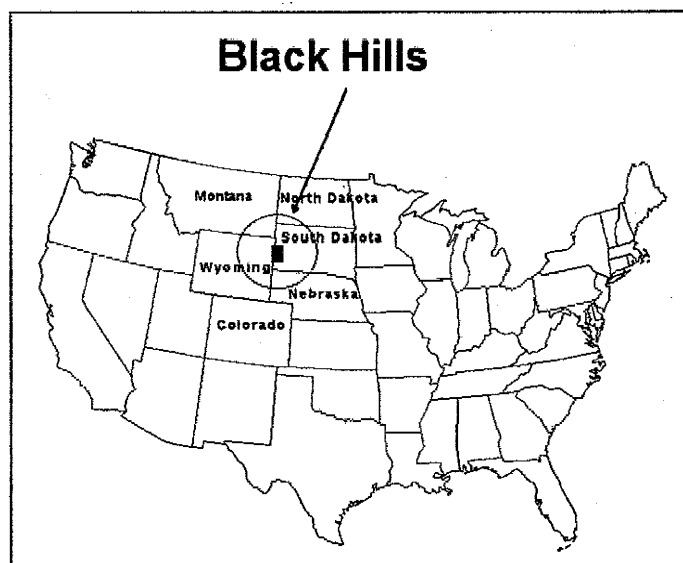 Black Hills
Montana
North Dakota
South Dakota
Wyoming
Nebraska
Colorado